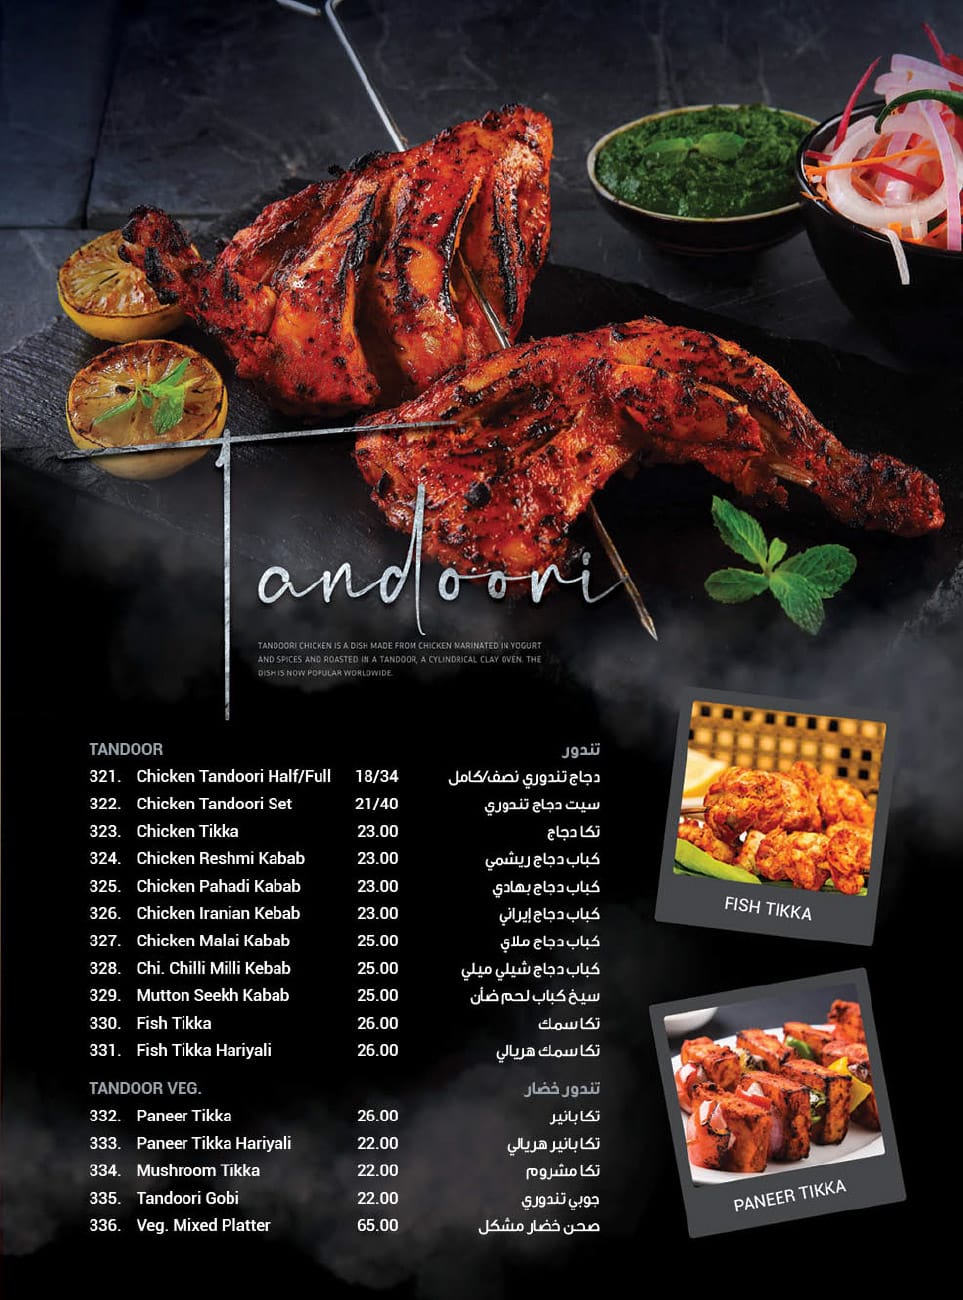 Tandoori
TANDOORI CHICKEN IS A DISH MADE FROM CHICKEN MARINATED IN YOGURT
AND SPICES AND ROASTED IN A TANDOOR, A CYLINDRICAL CLAY OVEN. THE
DISH IS NOW POPULAR WORLDWIDE.
TANDOOR تندور
321. Chicken Tandoori Half/Full 18/34 دجاج تندوري نصف/كامل
322. Chicken Tandoori Set 21/40 سيت دجاج تندوري
323. Chicken Tikka 23.00 تكا دجاج
324. Chicken Reshmi Kabab 23.00 كباب دجاج ريشمي
325. Chicken Pahadi Kabab 23.00 كباب دجاج بهادي
326. Chicken Iranian Kebab 23.00 كباب دجاج إيراني
327. Chicken Malai Kabab 25.00 كباب دجاج ملاي
328. Chi. Chilli Milli Kebab 25.00 كباب دجاج شيلي ميلي
329. Mutton Seekh Kabab 25.00 سيخ كباب لحم ضأن
330. Fish Tikka 26.00 تكا سمك
331. Fish Tikka Hariyali 26.00 تكا سمك هريالي
TANDOOR VEG. تندور خضار
332. Paneer Tikka 26.00 تكا بانير
333. Paneer Tikka Hariyali 22.00 تكا بانير هريالي
334. Mushroom Tikka 22.00 تكا مشروم
335. Tandoori Gobi 22.00 جوبي تندوري
336. Veg. Mixed Platter 65.00 صحن خضار مشكل
FISH TIKKA
PANEER TIKKA